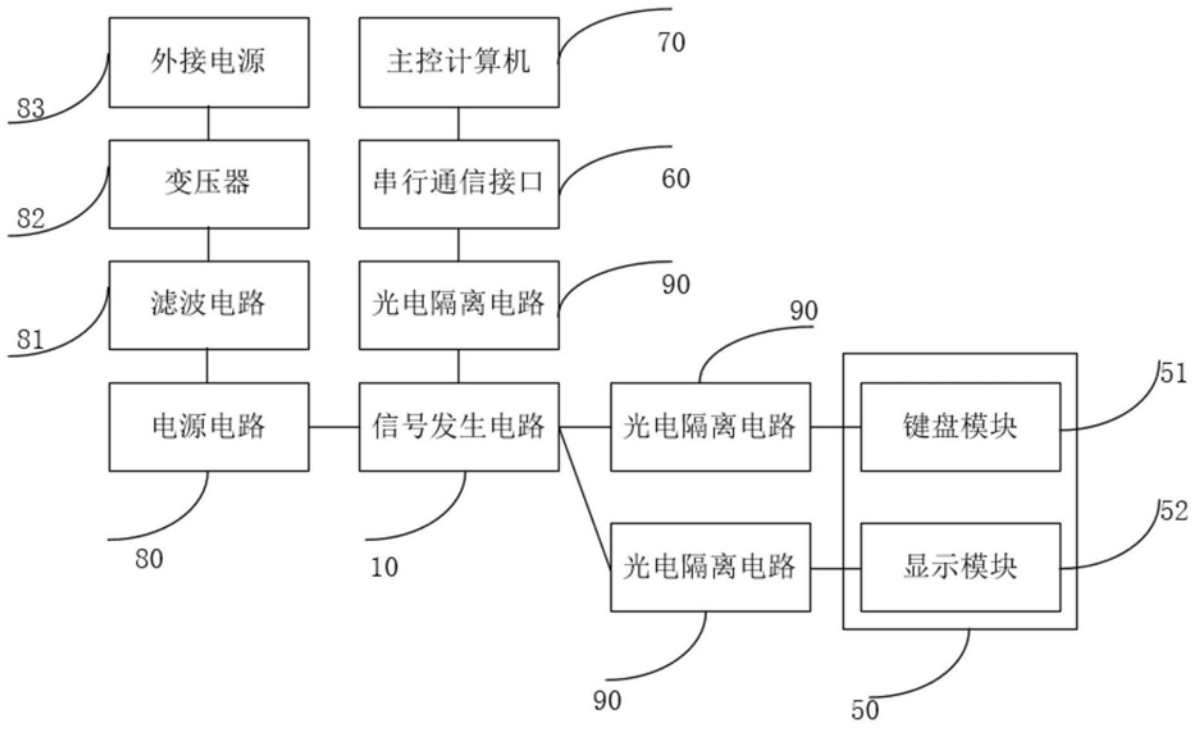 外接电源
主控计算机
70
83
变压器
串行通信接口
60
82
滤波电路
光电隔离电路
90
81
90
电源电路
信号发生电路
光电隔离电路
键盘模块
51
80
10
光电隔离电路
显示模块
52
90
50